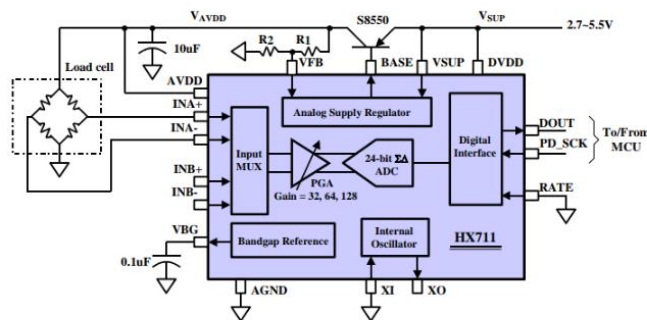 V_AVDD S8550 V_SUP
R2 R1 2.7~5.5V
10uF
Load cell
VFB BASE VSUP DVDD
AVDD
INA+ Analog Supply Regulator
INA-
DOUT
Input MUX Digital Interface To/From MCU
24-bit ΣΔ ADC
PD_SCK
INB+
PGA
INB-
Gain = 32, 64, 128
RATE
VBG Bandgap Reference Internal Oscillator HX711
0.1uF
AGND XI XO